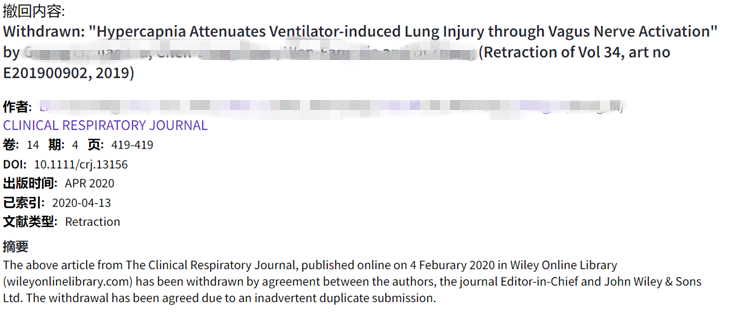 撤回内容:
Withdrawn: "Hypercapnia Attenuates Ventilator-induced Lung Injury through Vagus Nerve Activation"
by (Retraction of Vol 34, art no
E201900902, 2019)
作者:
CLINICAL RESPIRATORY JOURNAL
卷: 14 期: 4 页: 419-419
DOI: 10.1111/crj.13156
出版时间: APR 2020
已索引: 2020-04-13
文献类型: Retraction
摘要
The above article from The Clinical Respiratory Journal, published online on 4 Feburary 2020 in Wiley Online Library
(wileyonlinelibrary.com) has been withdrawn by agreement between the authors, the journal Editor-in-Chief and John Wiley & Sons
Ltd. The withdrawal has been agreed due to an inadvertent duplicate submission.